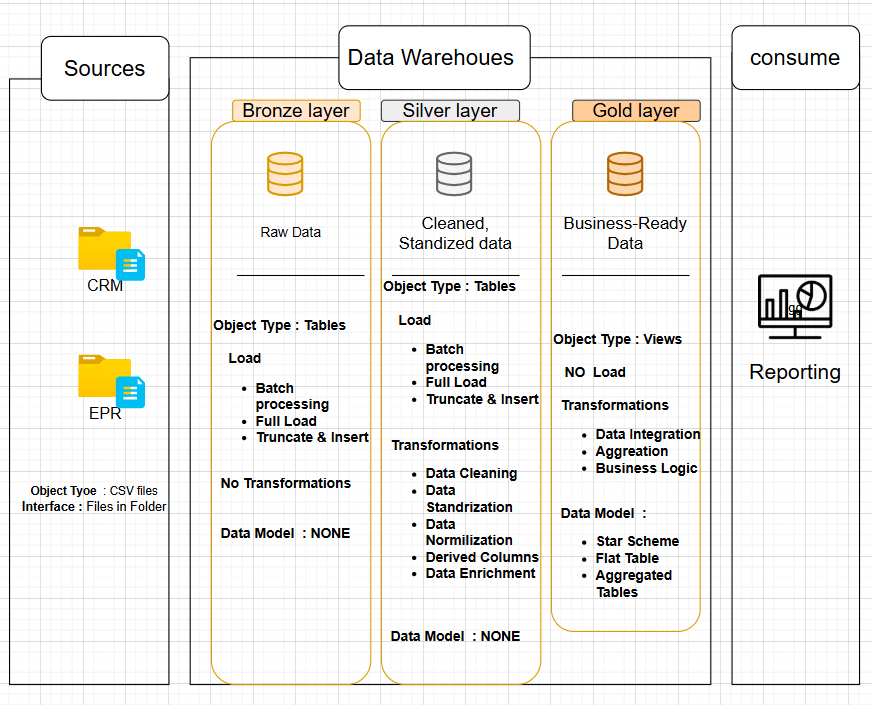 Sources
CRM
EPR
Object Tyoe : CSV files
Interface : Files in Folder
Data Warehoues
Bronze layer
Raw Data
Object Type : Tables
Load
Batch
processing
Full Load
Truncate & Insert
No Transformations
Data Model : NONE
Silver layer
Cleaned,
Standized data
Object Type : Tables
Load
Batch
processing
Full Load
Truncate & Insert
Transformations
Data Cleaning
Data
Standrization
Data
Normilization
Derived Columns
Data Enrichment
Data Model : NONE
Gold layer
Business-Ready
Data
Object Type : Views
NO Load
Transformations
Data Integration
Aggreation
Business Logic
Data Model :
Star Scheme
Flat Table
Aggregated
Tables
consume
Reporting